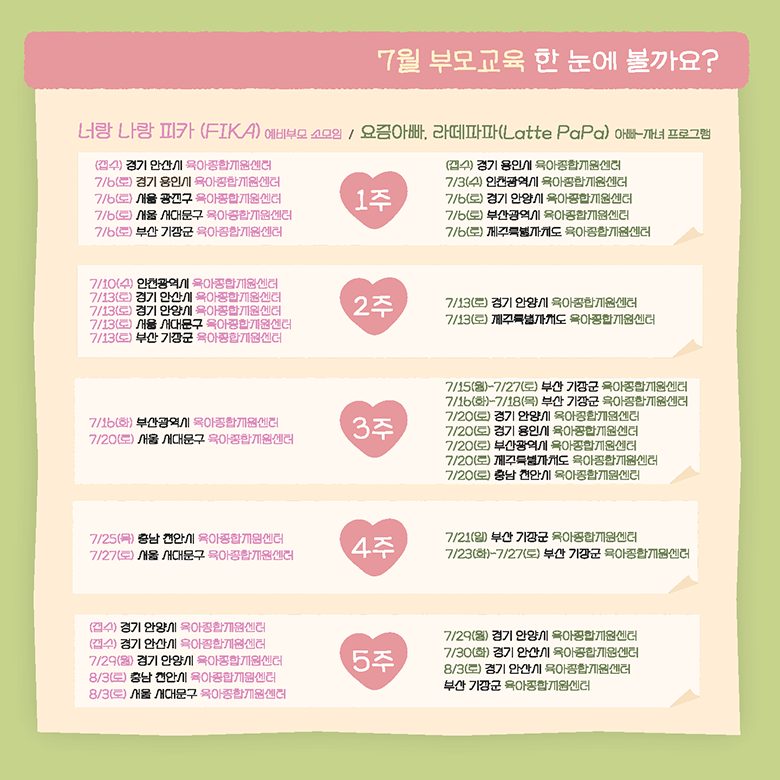 7월 부모교육 한 눈에 볼까요?
너랑 나랑 피카 (FIKA) 예비부모 소모임 / 요즘아빠, 라떼파파(Latte PaPa) 아빠-자녀 프로그램
(접수) 경기 안산시 육아종합지원센터
7/6(토) 경기 용인시 육아종합지원센터
7/6(토) 서울 광진구 육아종합지원센터
7/6(토) 서울 서대문구 육아종합지원센터
7/6(토) 부산 기장군 육아종합지원센터
1주
(접수) 경기 용인시 육아종합지원센터
7/3(수) 인천광역시 육아종합지원센터
7/6(토) 경기 안양시 육아종합지원센터
7/6(토) 부산광역시 육아종합지원센터
7/6(토) 제주특별자치도 육아종합지원센터
7/10(수) 인천광역시 육아종합지원센터
7/13(토) 경기 안산시 육아종합지원센터
7/13(토) 경기 안양시 육아종합지원센터
7/13(토) 서울 서대문구 육아종합지원센터
7/13(토) 부산 기장군 육아종합지원센터
2주
7/13(토) 경기 안양시 육아종합지원센터
7/13(토) 제주특별자치도 육아종합지원센터
7/16(화) 부산광역시 육아종합지원센터
7/20(토) 서울 서대문구 육아종합지원센터
3주
7/15(월)-7/27(토) 부산 기장군 육아종합지원센터
7/16(화)-7/18(목) 부산 기장군 육아종합지원센터
7/20(토) 경기 안양시 육아종합지원센터
7/20(토) 경기 용인시 육아종합지원센터
7/20(토) 부산광역시 육아종합지원센터
7/20(토) 제주특별자치도 육아종합지원센터
7/20(토) 충남 천안시 육아종합지원센터
7/25(목) 충남 천안시 육아종합지원센터
7/27(토) 서울 서대문구 육아종합지원센터
4주
7/21(일) 부산 기장군 육아종합지원센터
7/23(화)-7/27(토) 부산 기장군 육아종합지원센터
(접수) 경기 안양시 육아종합지원센터
(접수) 경기 안산시 육아종합지원센터
7/29(월) 경기 안양시 육아종합지원센터
8/3(토) 충남 천안시 육아종합지원센터
8/3(토) 서울 서대문구 육아종합지원센터
5주
7/29(월) 경기 안양시 육아종합지원센터
7/30(화) 경기 안산시 육아종합지원센터
8/3(토) 경기 안산시 육아종합지원센터
부산 기장군 육아종합지원센터